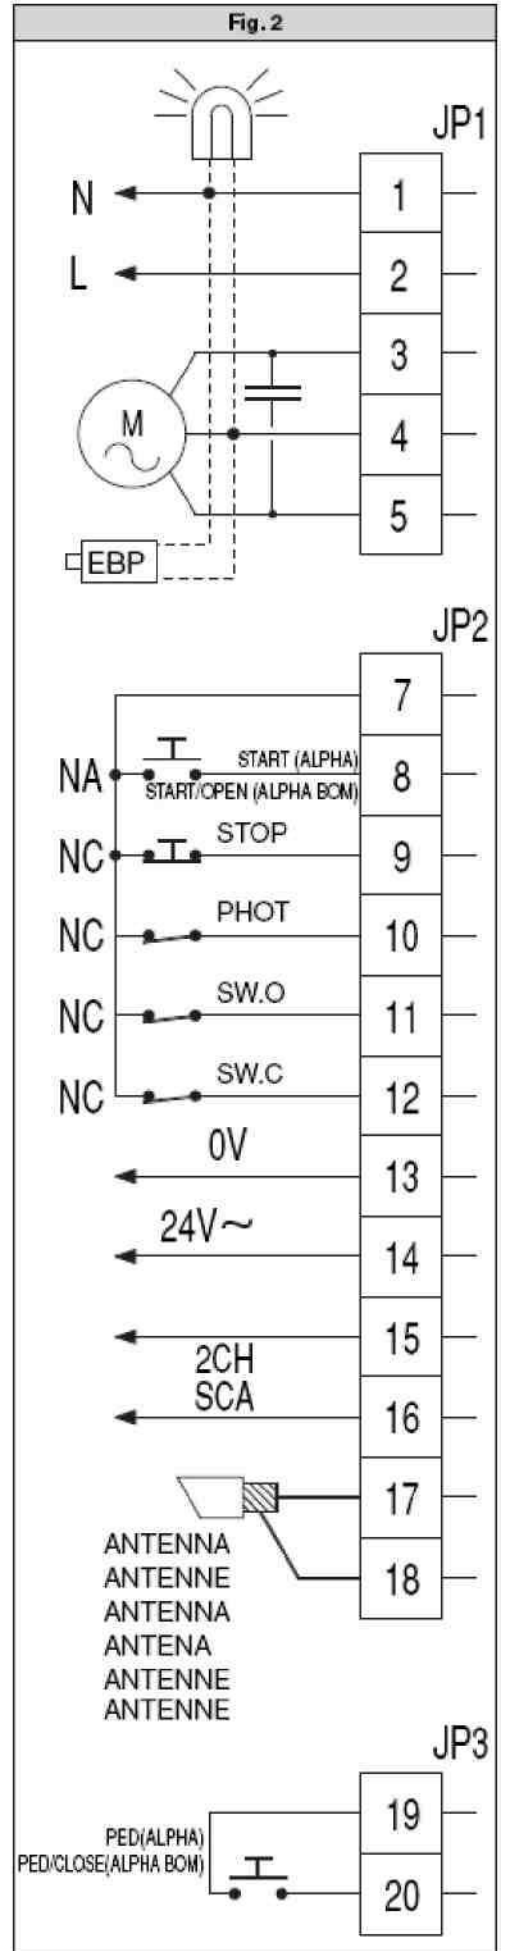 Fig. 2
JP1
N 1
L 2
3
M 4
5
EBP
JP2
7
START (ALPHA)
NA 8
START/OPEN (ALPHA BOM)
STOP
NC 9
PHOT
NC 10
SW.O
NC 11
SW.C
NC 12
0V
13
24V~
14
15
2CH
SCA
16
17
18
ANTENNA
ANTENNE
ANTENNA
ANTENA
ANTENNE
ANTENNE
JP3
19
PED(ALPHA)
PED/CLOSE(ALPHA BOM)
20